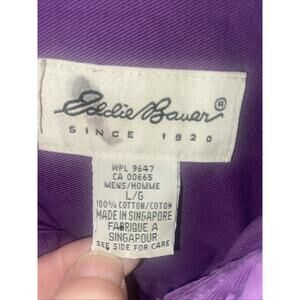 Eddie Bauer®
SINCE 1920
WPL 9647
CA 00665
MENS/HOMME
L/G
100% COTTON/COTON
MADE IN SINGAPORE
FABRIQUE A
SINGAPOUR
SEE SIDE FOR CARE